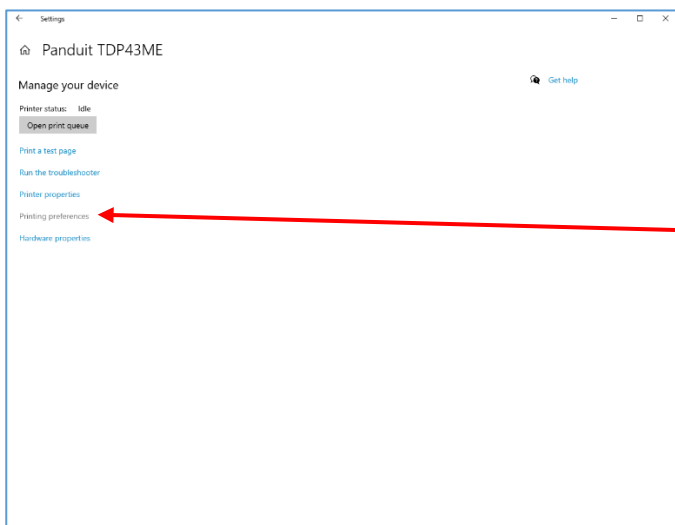 Settings
Panduit TDP43ME
Manage your device
Get help
Printer status: Idle
Open print queue
Print a test page
Run the troubleshooter
Printer properties
Printing preferences
Hardware properties